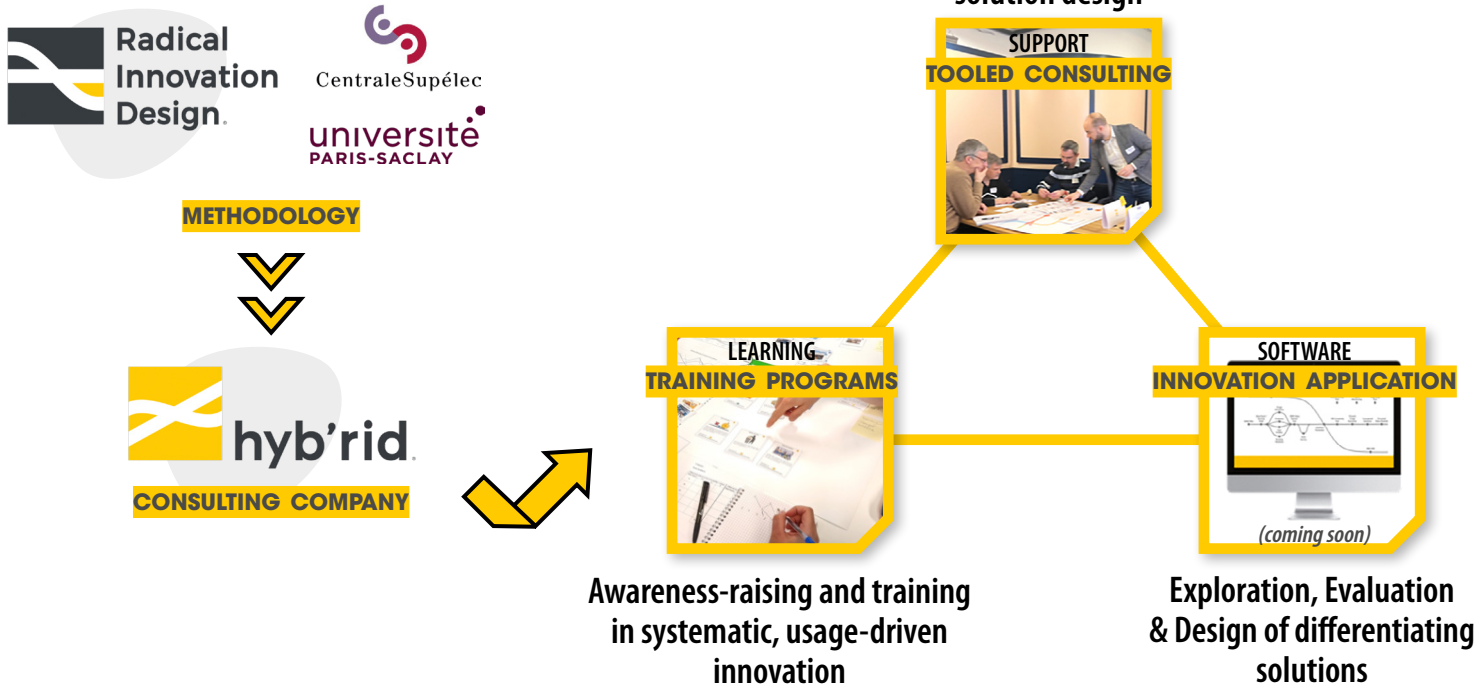 Radical
Innovation
Design.
CentraleSupélec
université
PARIS-SACLAY
METHODOLOGY
hyb'rid.
CONSULTING COMPANY
solution design
SUPPORT
TOOLED CONSULTING
LEARNING
TRAINING PROGRAMS
Awareness-raising and training
in systematic, usage-driven
innovation
SOFTWARE
INNOVATION APPLICATION
(coming soon)
Exploration, Evaluation
& Design of differentiating
solutions